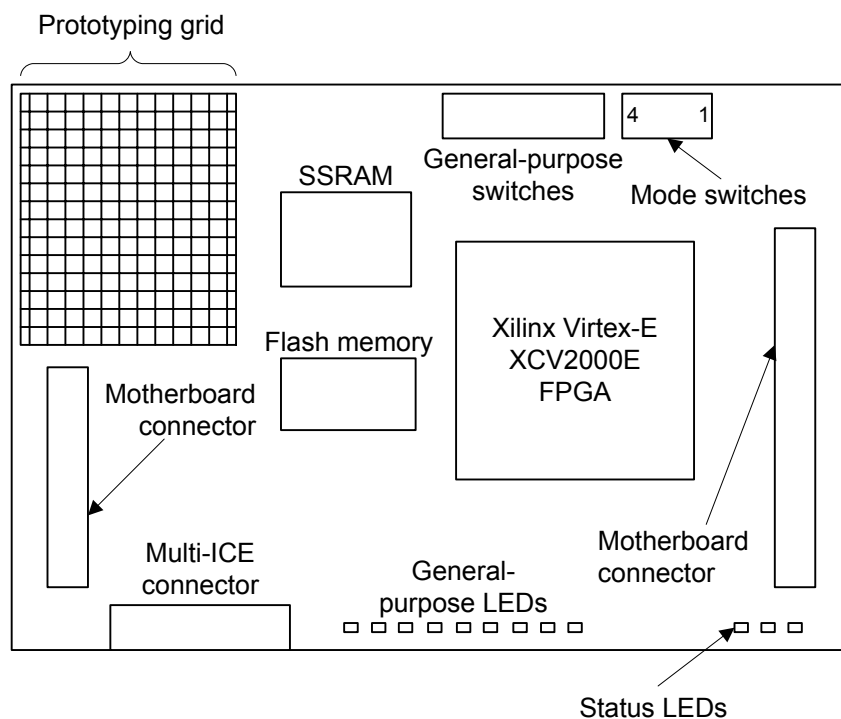 Prototyping grid
4 1
General-purpose
switches
Mode switches
SSRAM
Xilinx Virtex-E
XCV2000E
FPGA
Flash memory
Motherboard
connector
Multi-ICE
connector
General-
purpose LEDs
Motherboard
connector
Status LEDs